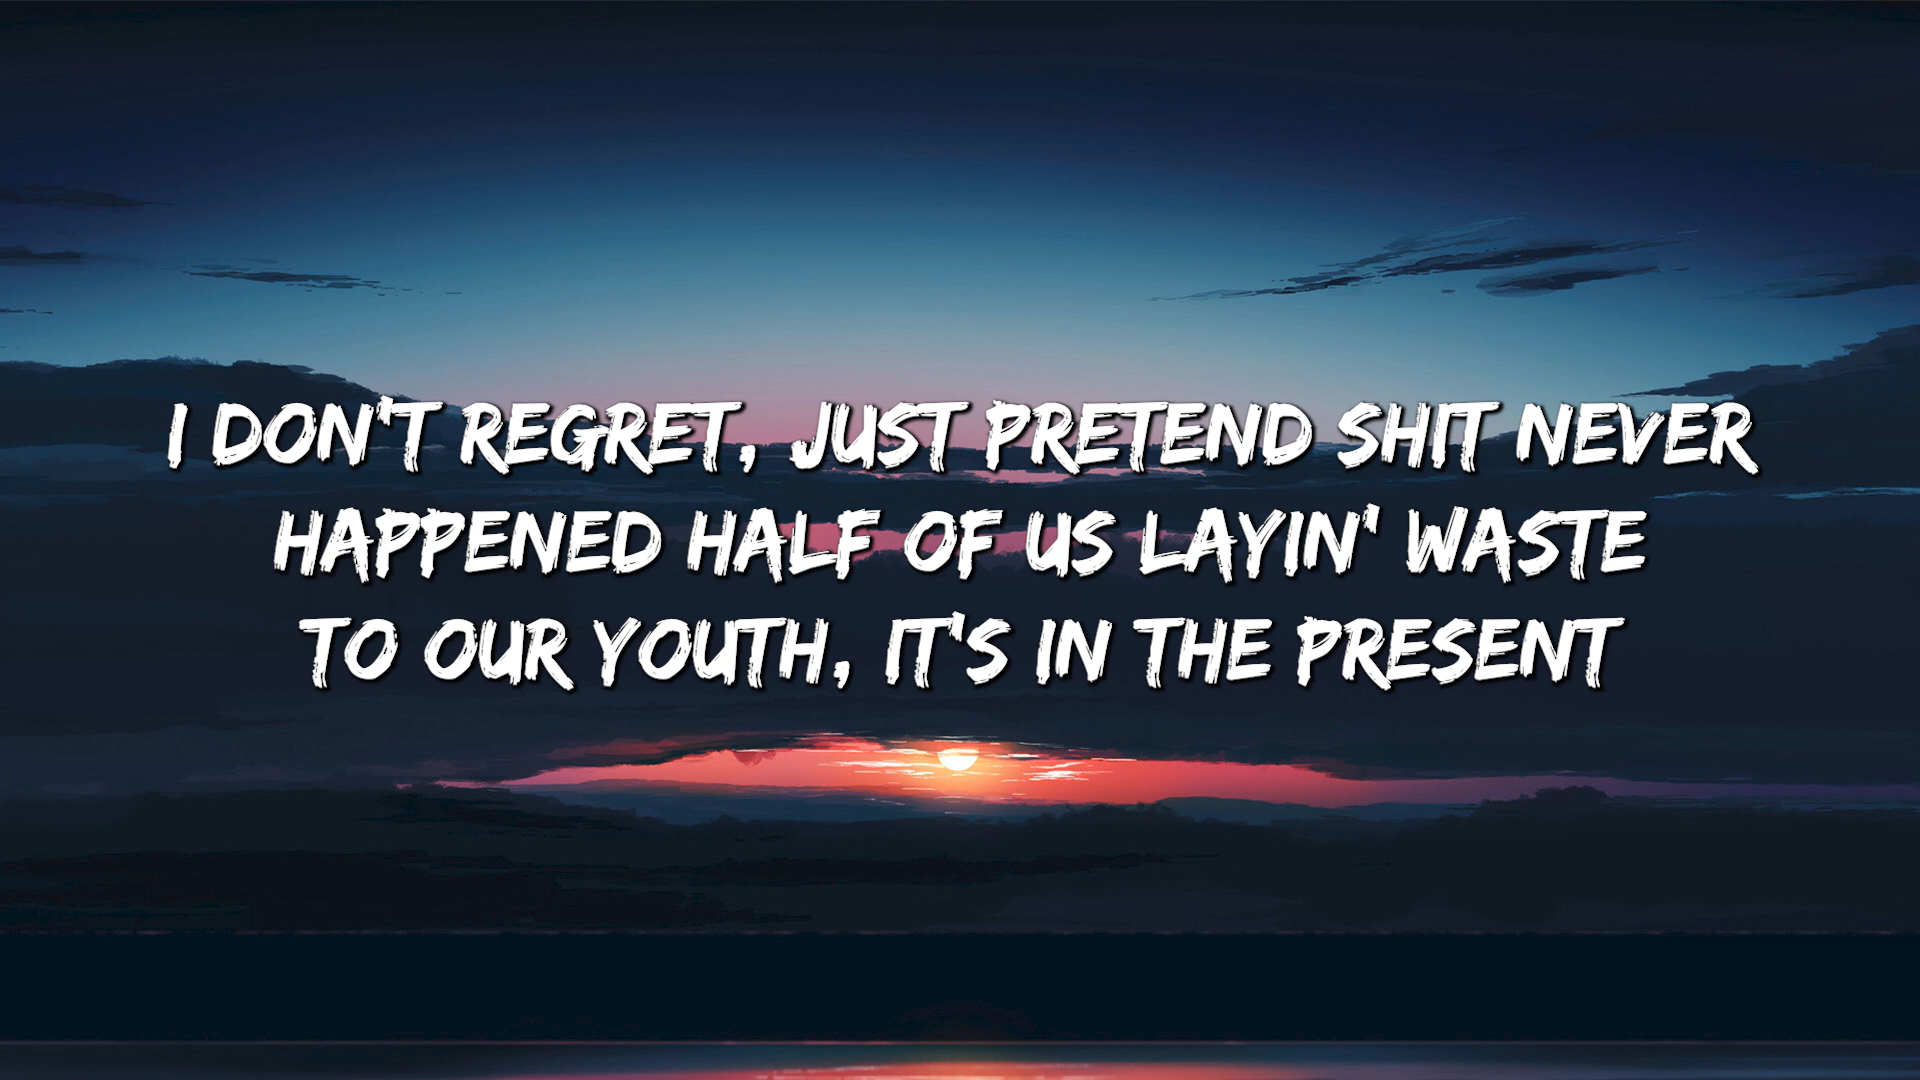 I DON'T REGRET, JUST PRETEND SHIT NEVER
HAPPENED HALF OF US LAYIN' WASTE
TO OUR YOUTH, IT'S IN THE PRESENT